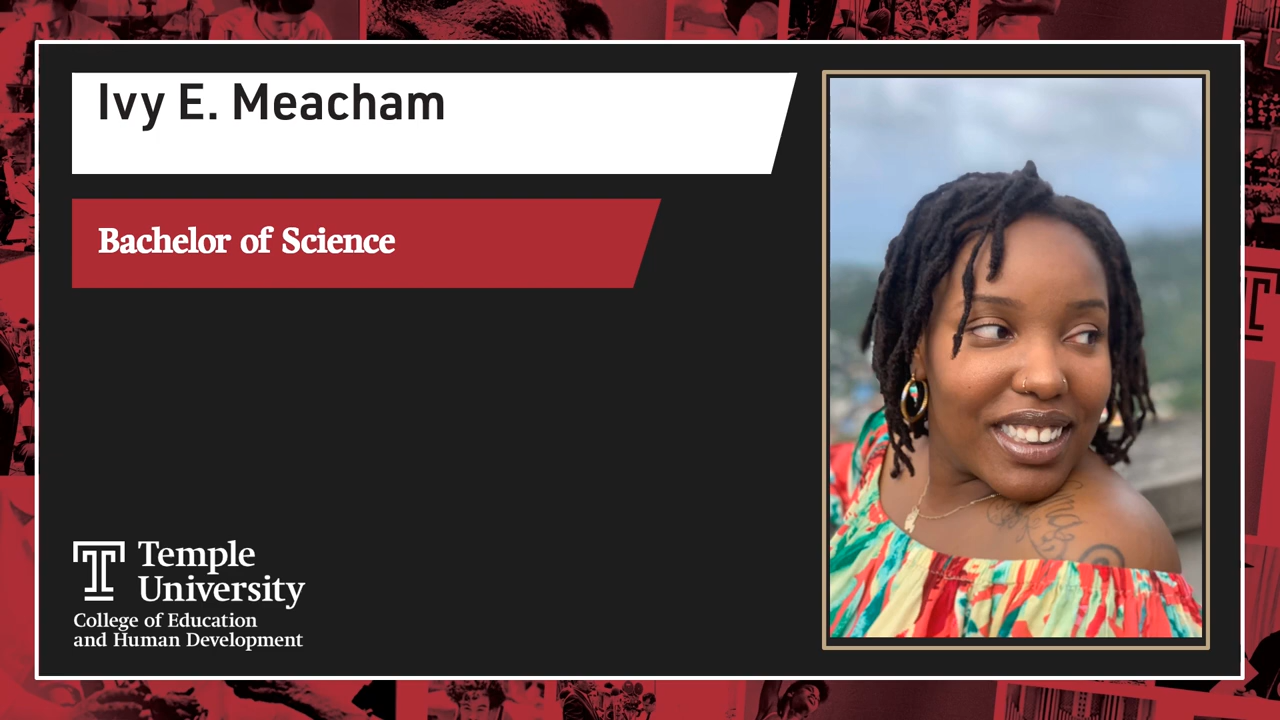 Ivy E. Meacham
Bachelor of Science
Temple
University
College of Education
and Human Development